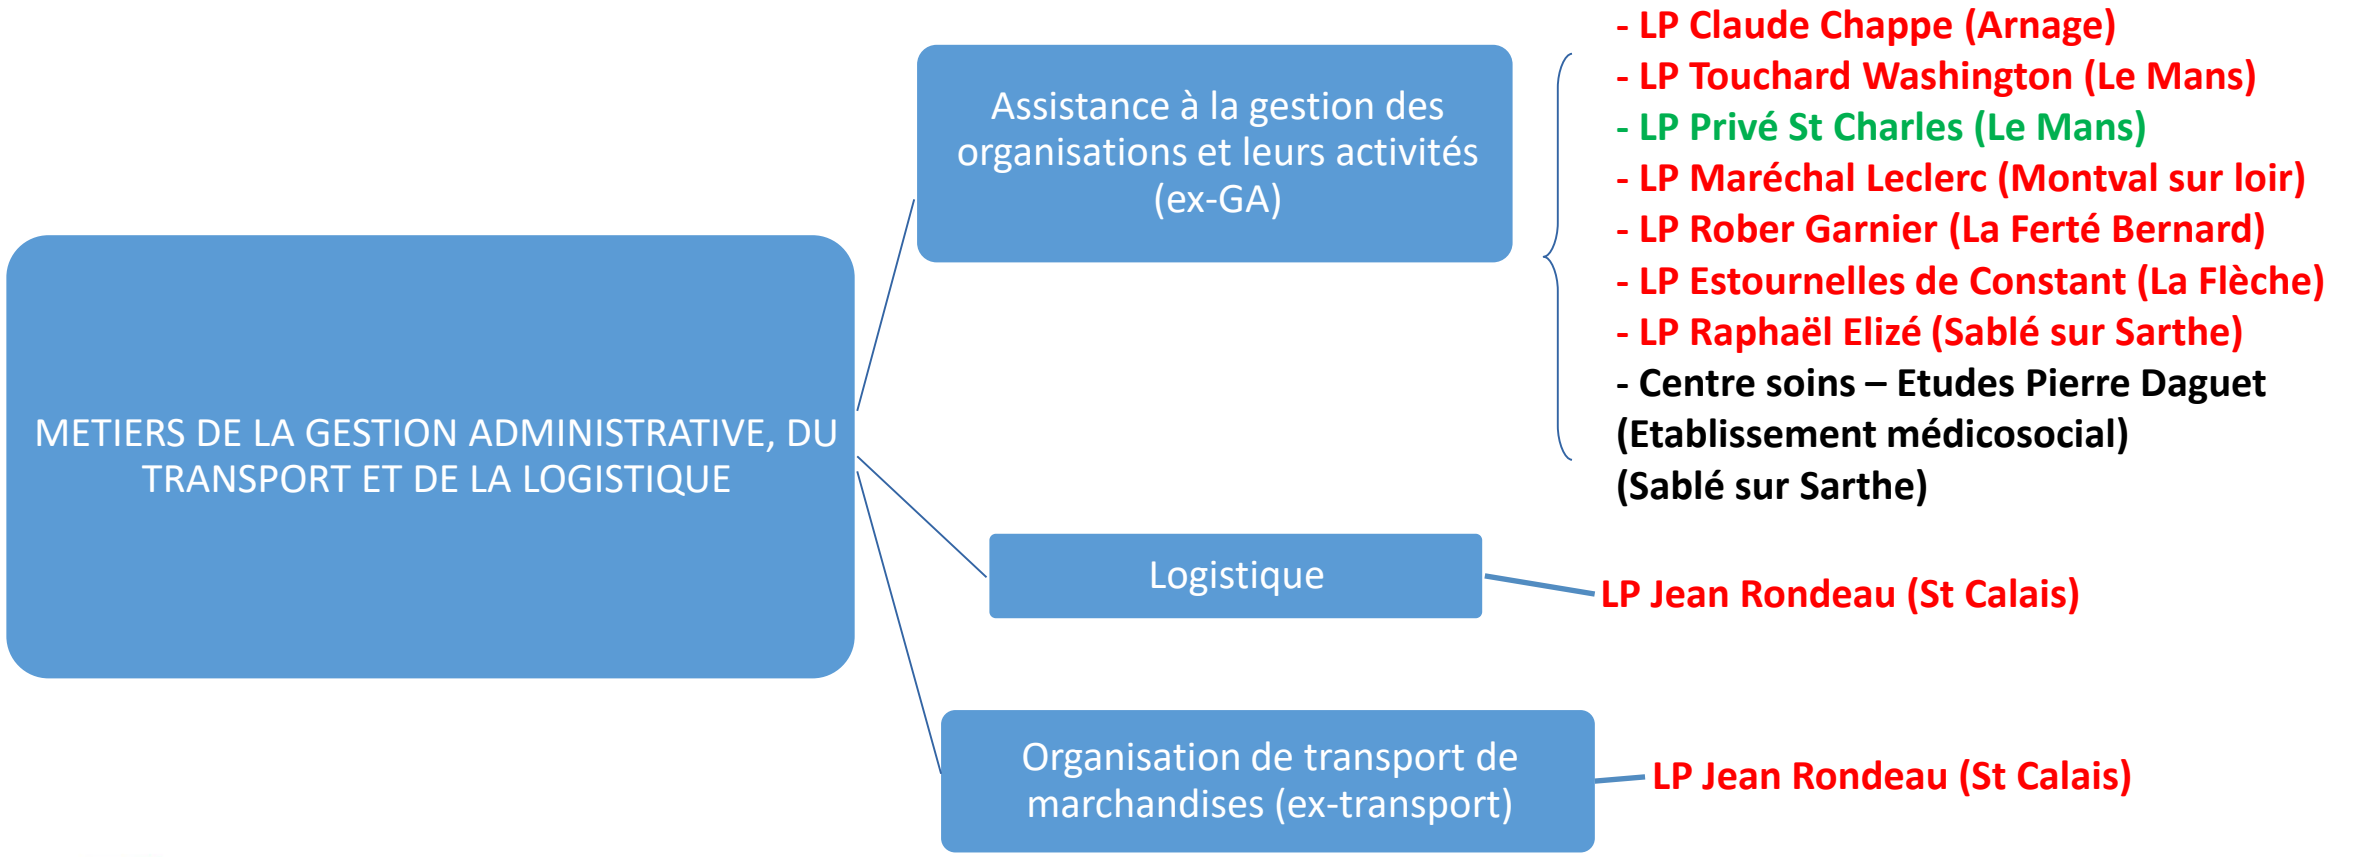 METIERS DE LA GESTION ADMINISTRATIVE, DU
TRANSPORT ET DE LA LOGISTIQUE
Assistance à la gestion des
organisations et leurs activités
(ex-GA)
- LP Claude Chappe (Arnage)
- LP Touchard Washington (Le Mans)
- LP Privé St Charles (Le Mans)
- LP Maréchal Leclerc (Montval sur loir)
- LP Rober Garnier (La Ferté Bernard)
- LP Estournelles de Constant (La Flèche)
- LP Raphaël Elizé (Sablé sur Sarthe)
- Centre soins – Etudes Pierre Daguet
(Etablissement médicosocial)
(Sablé sur Sarthe)
Logistique
LP Jean Rondeau (St Calais)
Organisation de transport de
marchandises (ex-transport)
LP Jean Rondeau (St Calais)